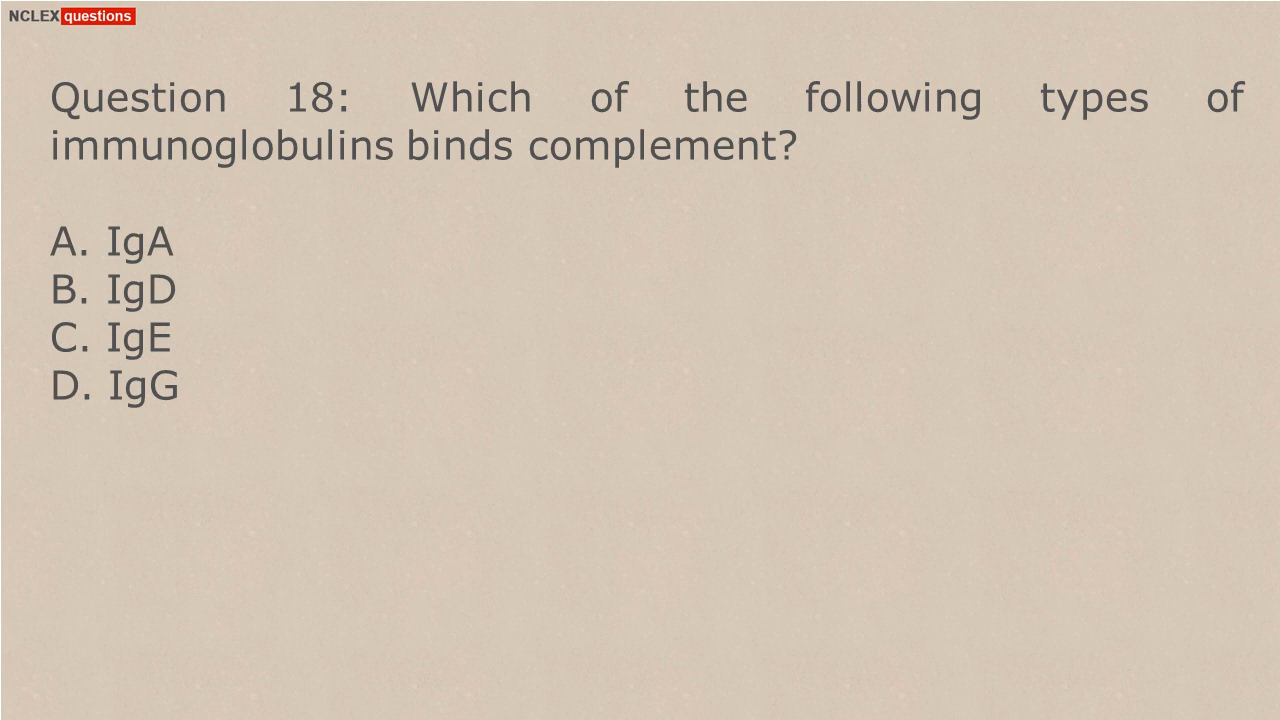 NCLEX questions
Question 18: Which of the following types of
immunoglobulins binds complement?
A. IgA
B. IgD
C. IgE
D. IgG